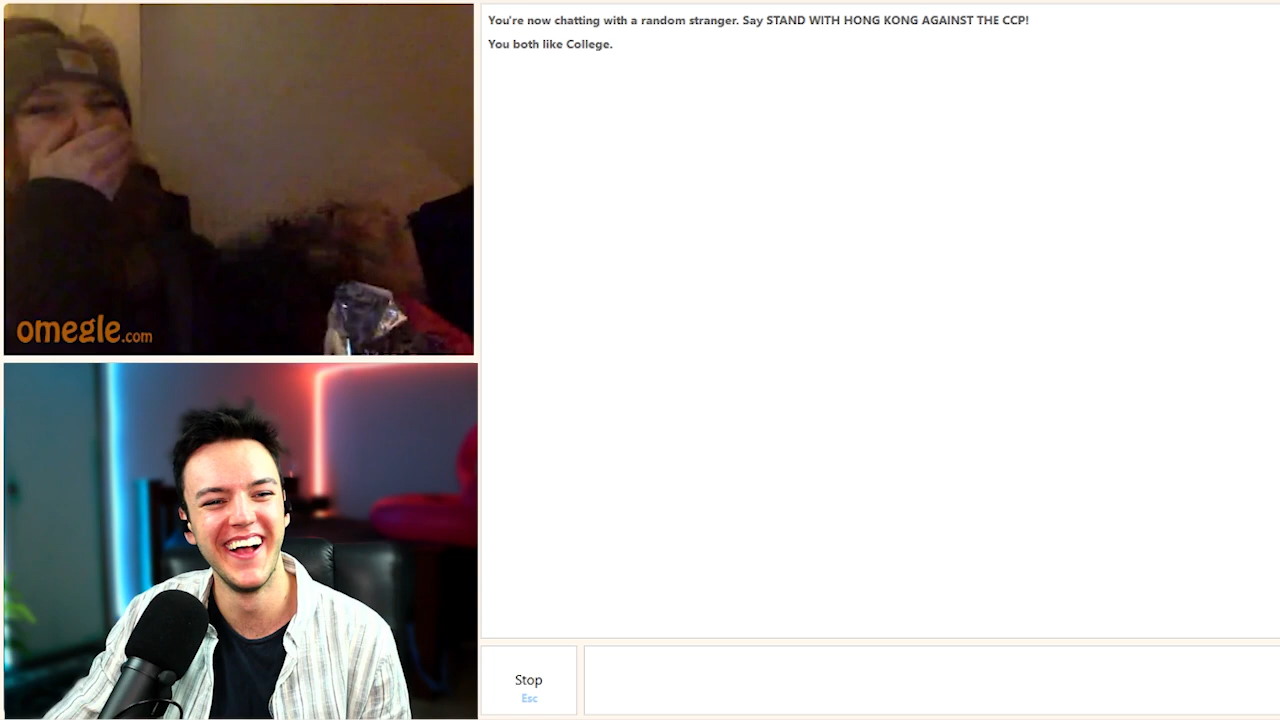 You're now chatting with a random stranger. Say STAND WITH HONG KONG AGAINST THE CCP!
You both like College.
omegle.com
Stop
Esc